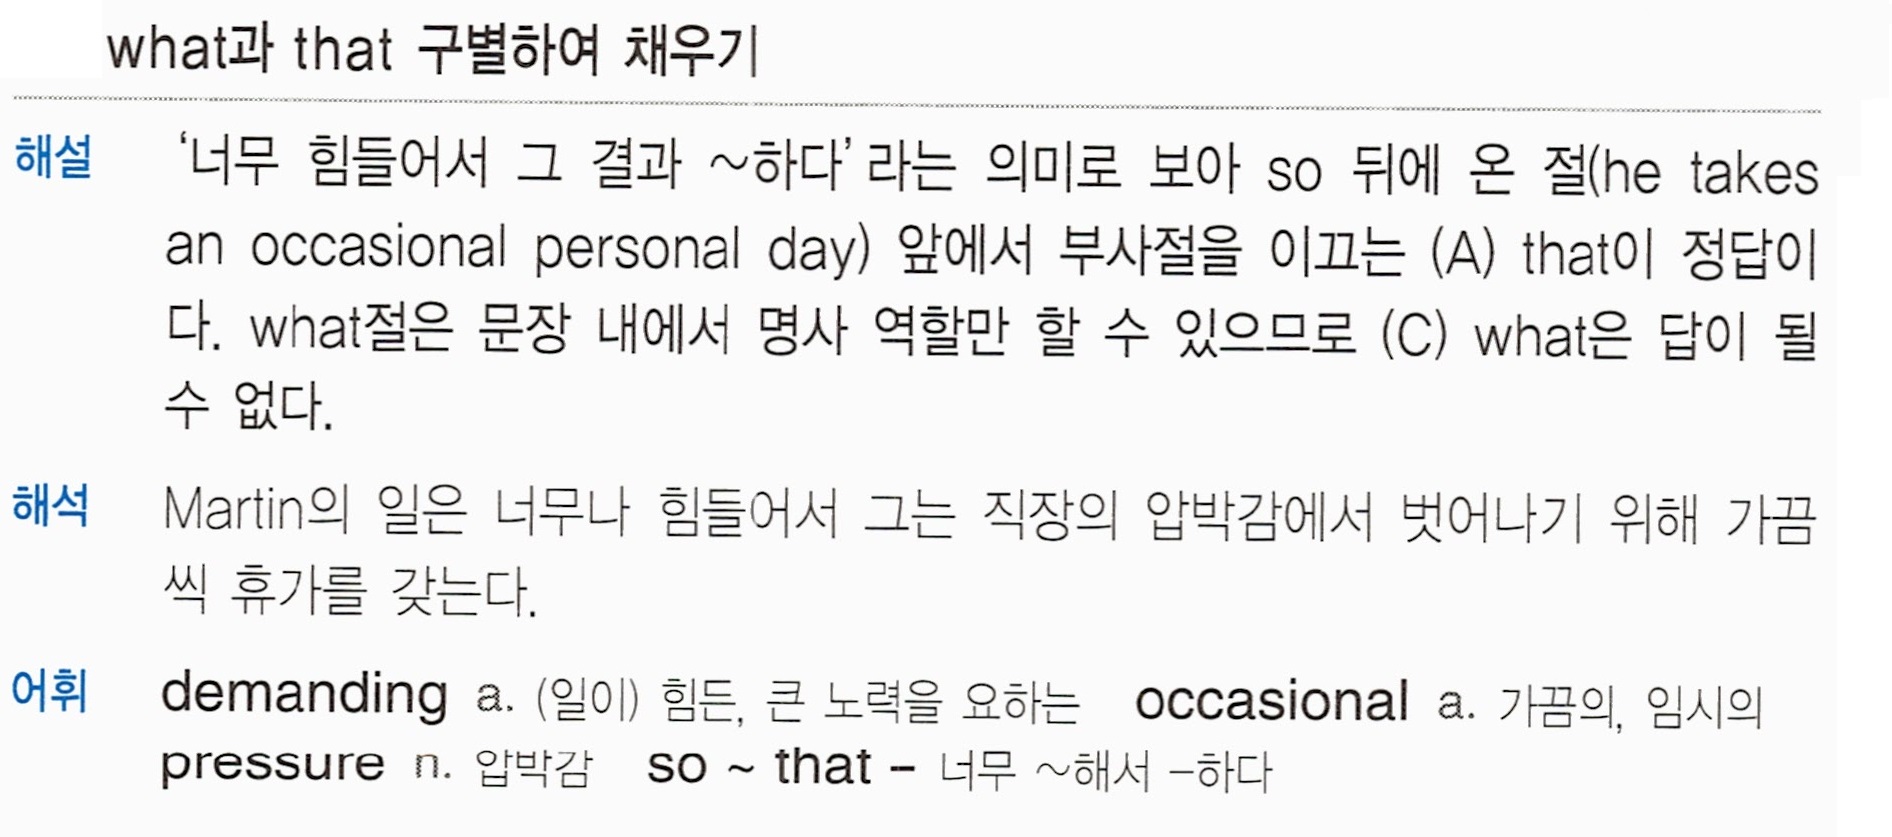 what과 that 구별하여 채우기
해설 ‘너무 힘들어서 그 결과 ~하다’라는 의미로 보아 so 뒤에 온 절(he takes
an occasional personal day) 앞에서 부사절을 이끄는 (A) that이 정답이
다. what절은 문장 내에서 명사 역할만 할 수 있으므로 (C) what은 답이 될
수 없다.
해석 Martin의 일은 너무나 힘들어서 그는 직장의 압박감에서 벗어나기 위해 가끔
씩 휴가를 갖는다.
어휘 demanding a. (일이) 힘든, 큰 노력을 요하는 occasional a. 가끔의, 임시의
pressure n. 압박감 so ~ that – 너무 ~해서 –하다